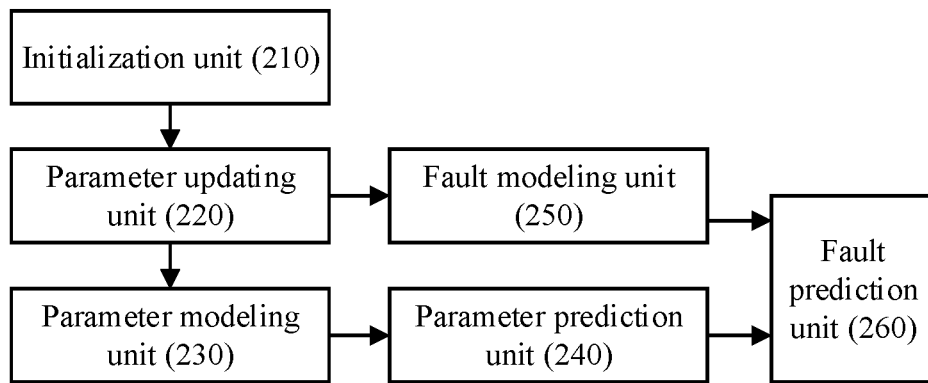 Initialization unit (210)
Parameter updating
unit (220)
Fault modeling unit
(250)
Parameter modeling
unit (230)
Parameter prediction
unit (240)
Fault
prediction
unit (260)